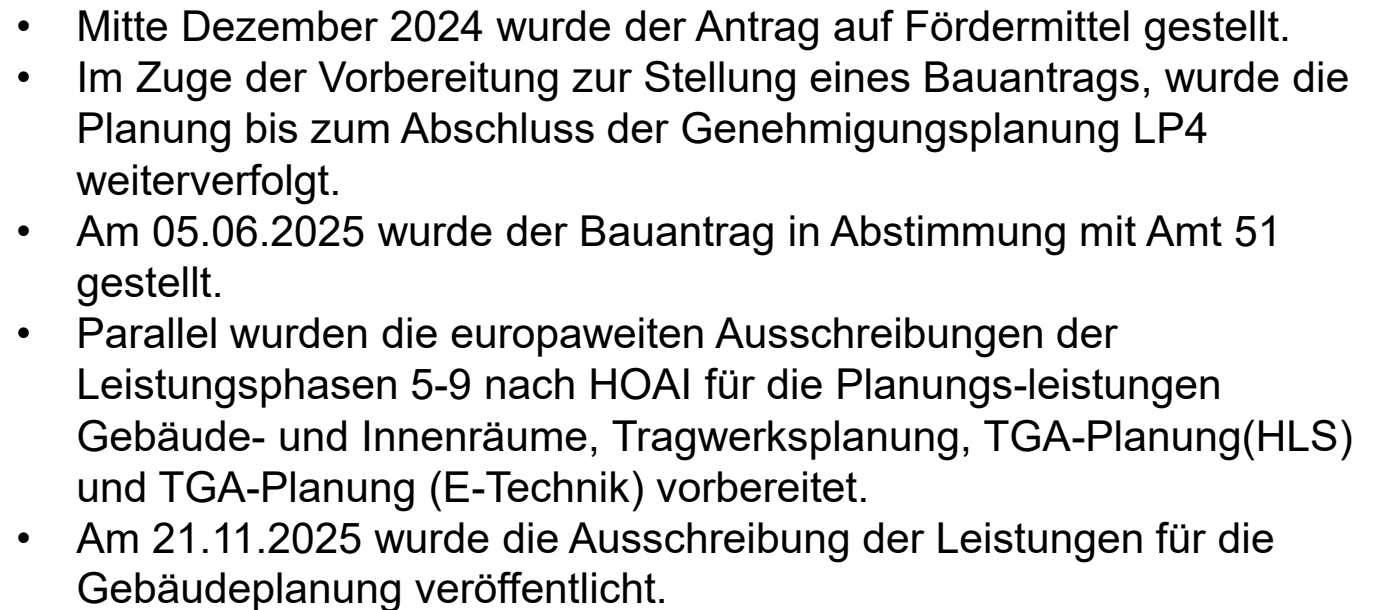 • Mitte Dezember 2024 wurde der Antrag auf Fördermittel gestellt.
• Im Zuge der Vorbereitung zur Stellung eines Bauantrags, wurde die
Planung bis zum Abschluss der Genehmigungsplanung LP4
weiterverfolgt.
• Am 05.06.2025 wurde der Bauantrag in Abstimmung mit Amt 51
gestellt.
• Parallel wurden die europaweiten Ausschreibungen der
Leistungsphasen 5-9 nach HOAI für die Planungs-leistungen
Gebäude- und Innenräume, Tragwerksplanung, TGA-Planung(HLS)
und TGA-Planung (E-Technik) vorbereitet.
• Am 21.11.2025 wurde die Ausschreibung der Leistungen für die
Gebäudeplanung veröffentlicht.